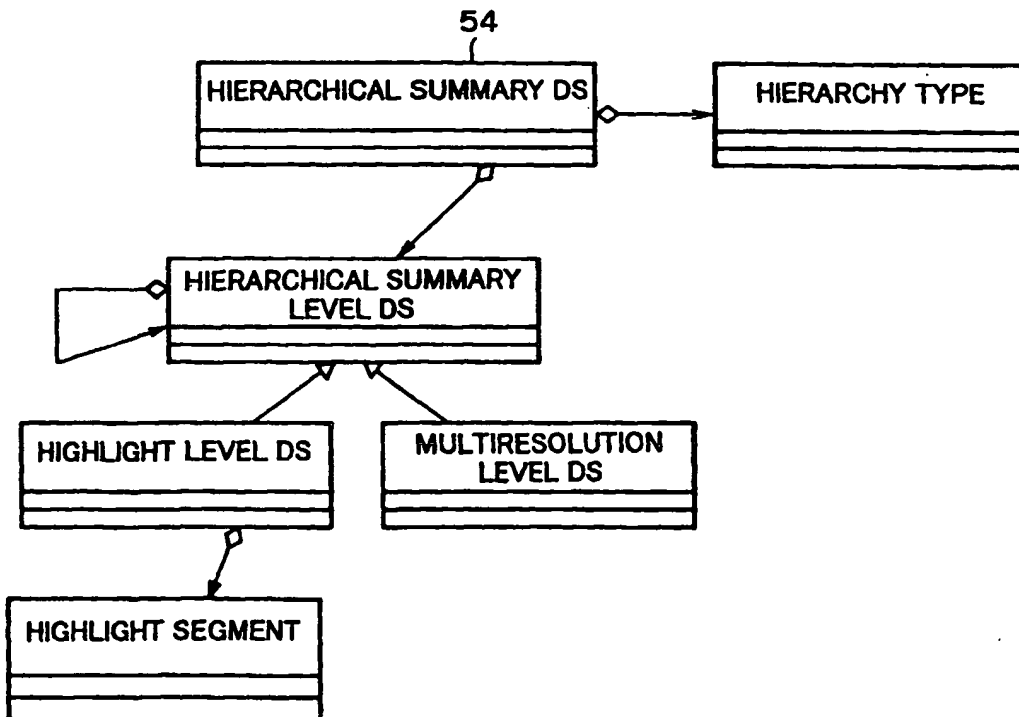 54
HIERARCHICAL SUMMARY DS
HIERARCHY TYPE
HIERARCHICAL SUMMARY
LEVEL DS
HIGHLIGHT LEVEL DS
MULTIRESOLUTION
LEVEL DS
HIGHLIGHT SEGMENT